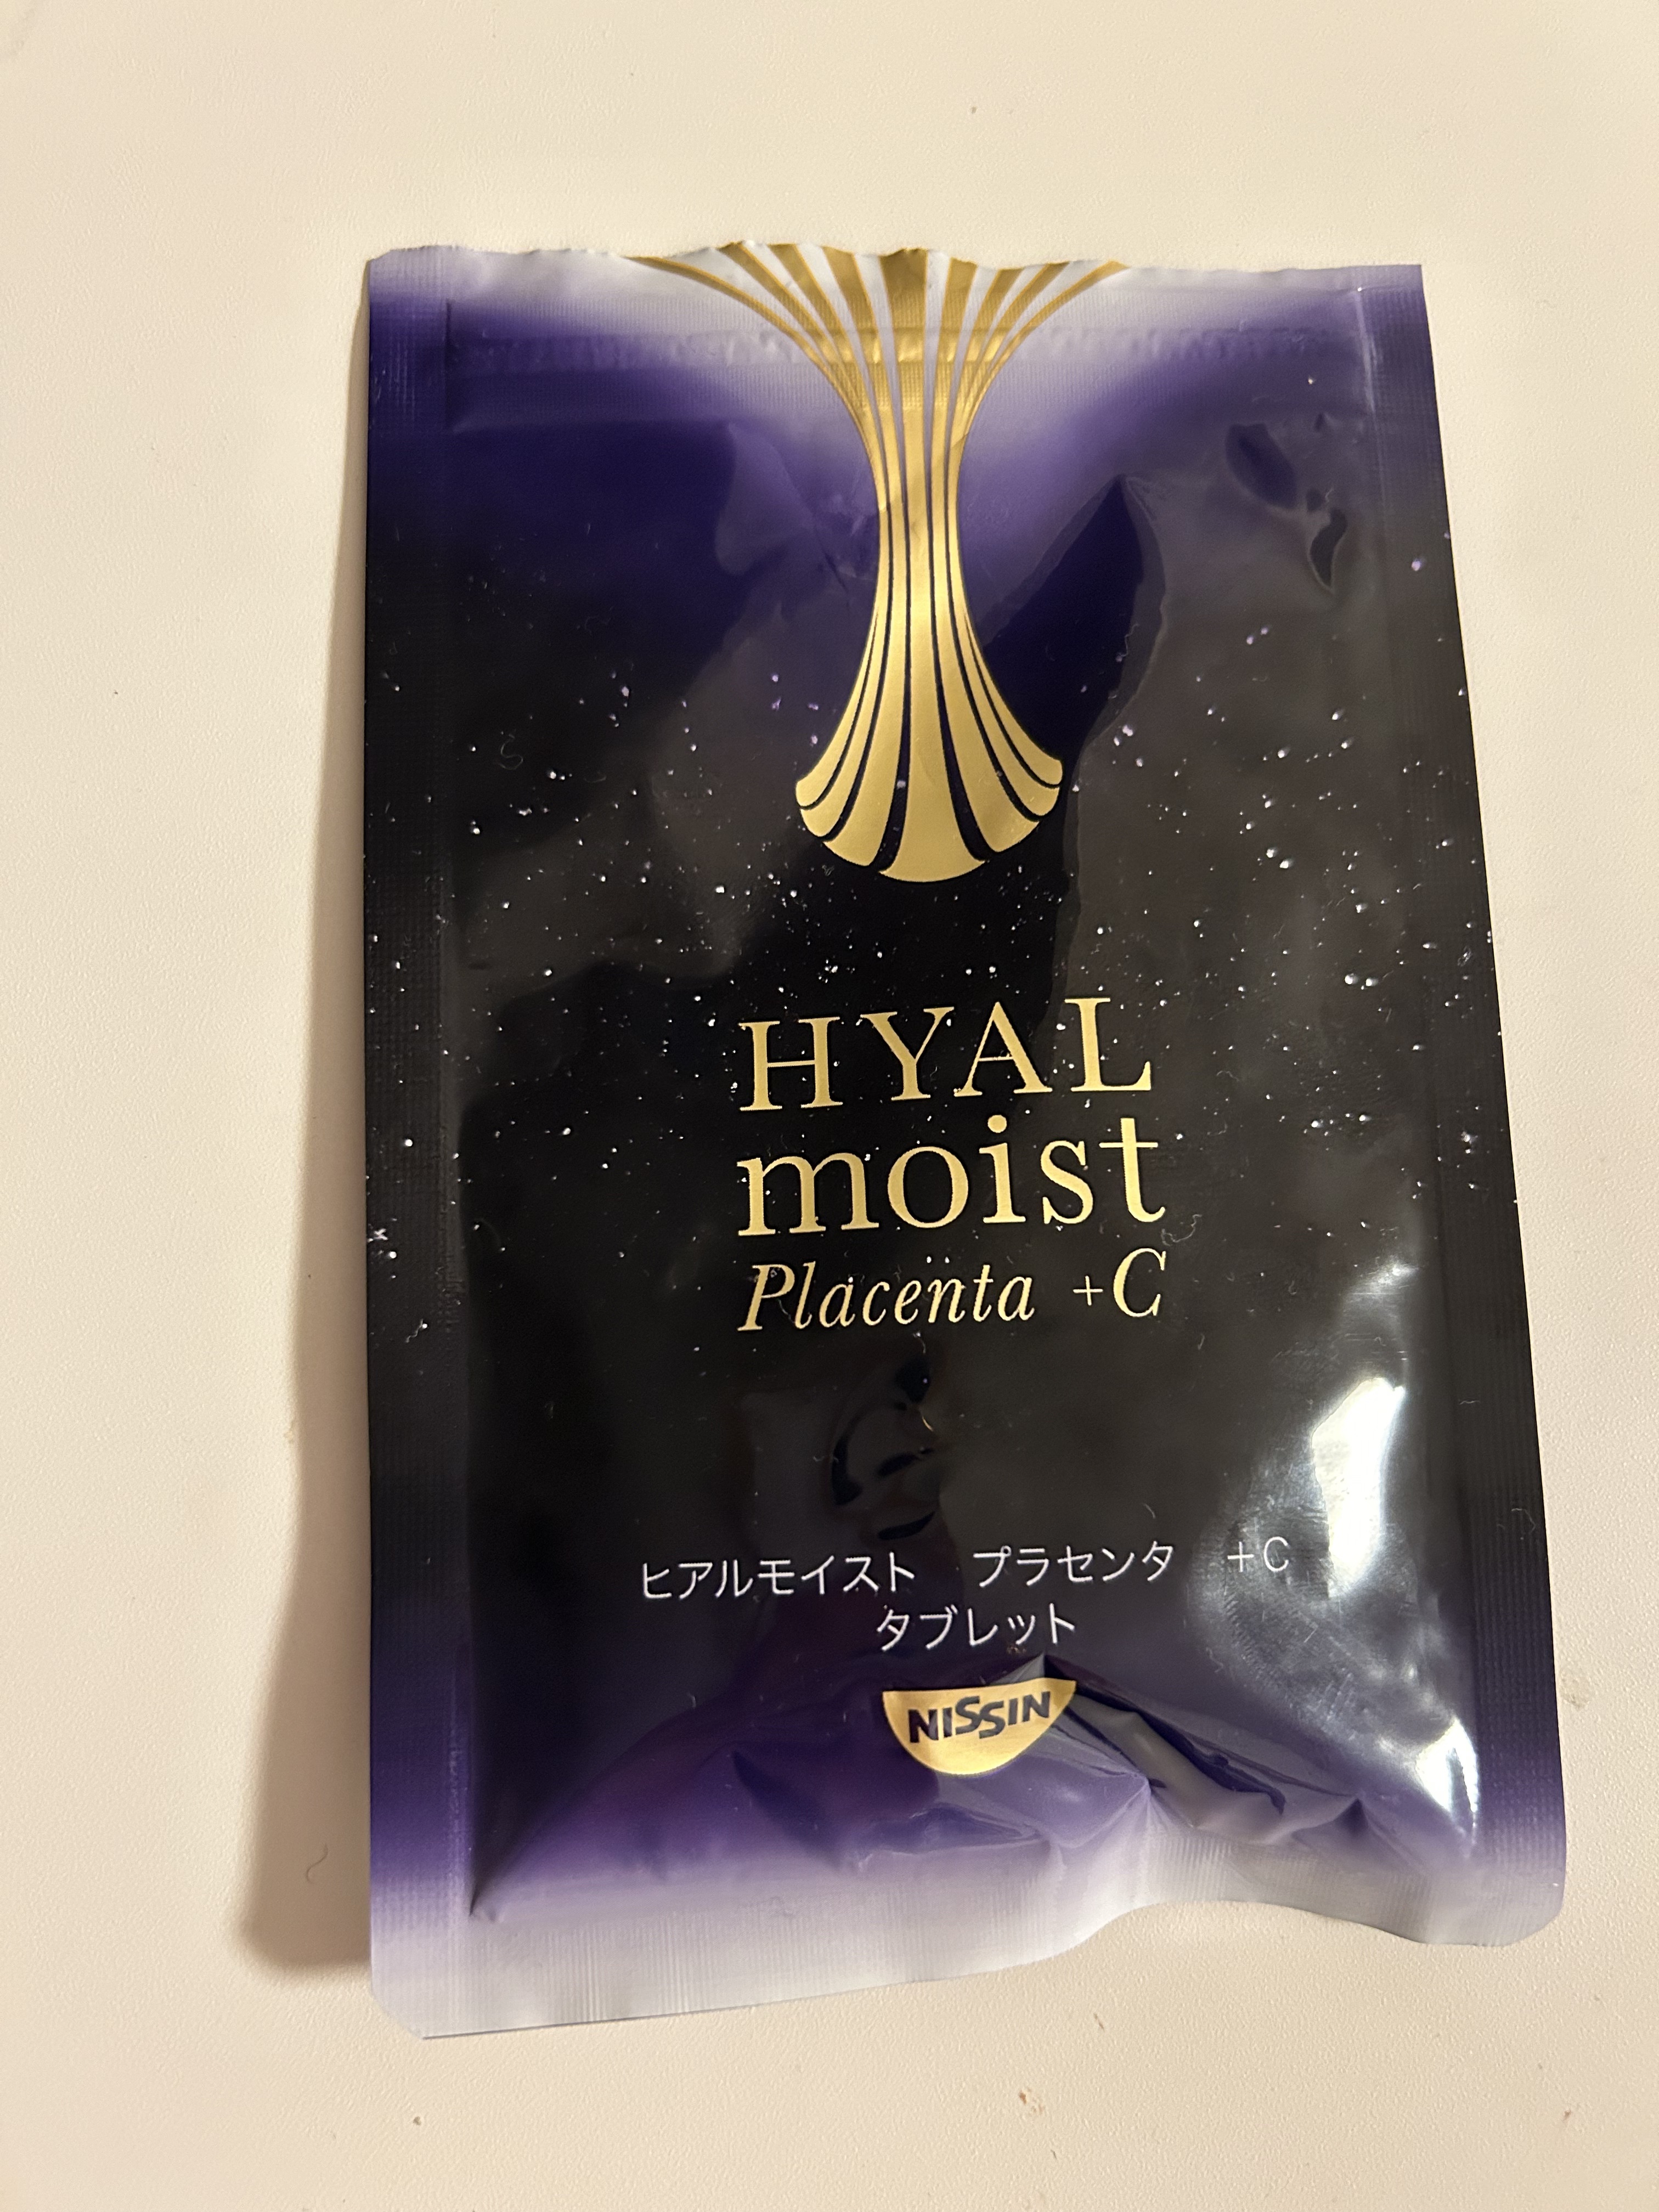 HYAL
moist
Placenta +C
ヒアルモイスト　プラセンタ　+C
タブレット
NISSIN